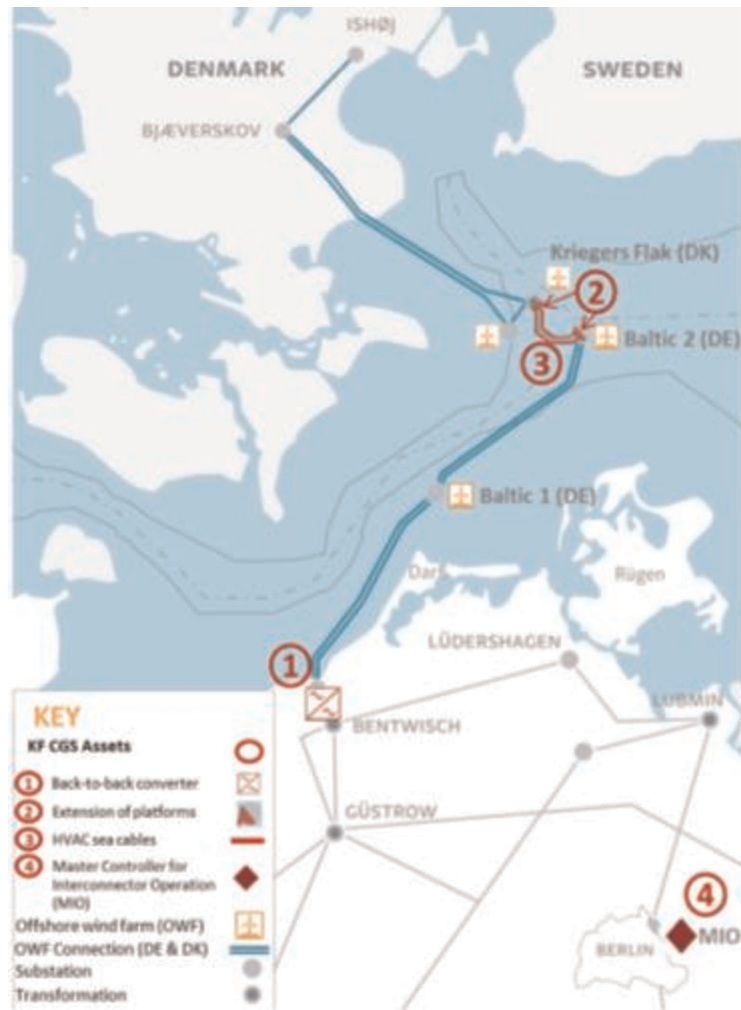 ISHØJ
DENMARK
SWEDEN
BJÆVERSKOV
Kriegers Flak (DK)
2
Baltic 2 (DE)
3
Baltic 1 (DE)
Darß
Rügen
LÜDERSHAGEN
1
LUBMIN
BENTWISCH
GÜSTROW
4
BERLIN
MIO
KEY
KF CGS Assets
1 Back-to-back converter
2 Extension of platforms
3 HVAC sea cables
4 Master Controller for
Interconnector Operation
(MIO)
Offshore wind farm (OWF)
OWF Connection (DE & DK)
Substation
Transformation